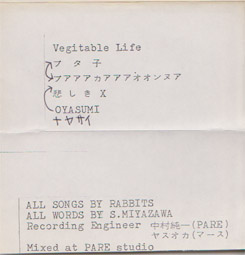 Vegitable Life
ブタ子
ブアアアカアアアオオンヌア
悲しき X
OYASUMI
ヤヤサイ
ALL SONGS BY RABBITS
ALL WORDS BY S.MIYAZAWA
Recording Engineer 中村純一(PARE)
ヤスオカ(マース)
Mixed at PARE studio